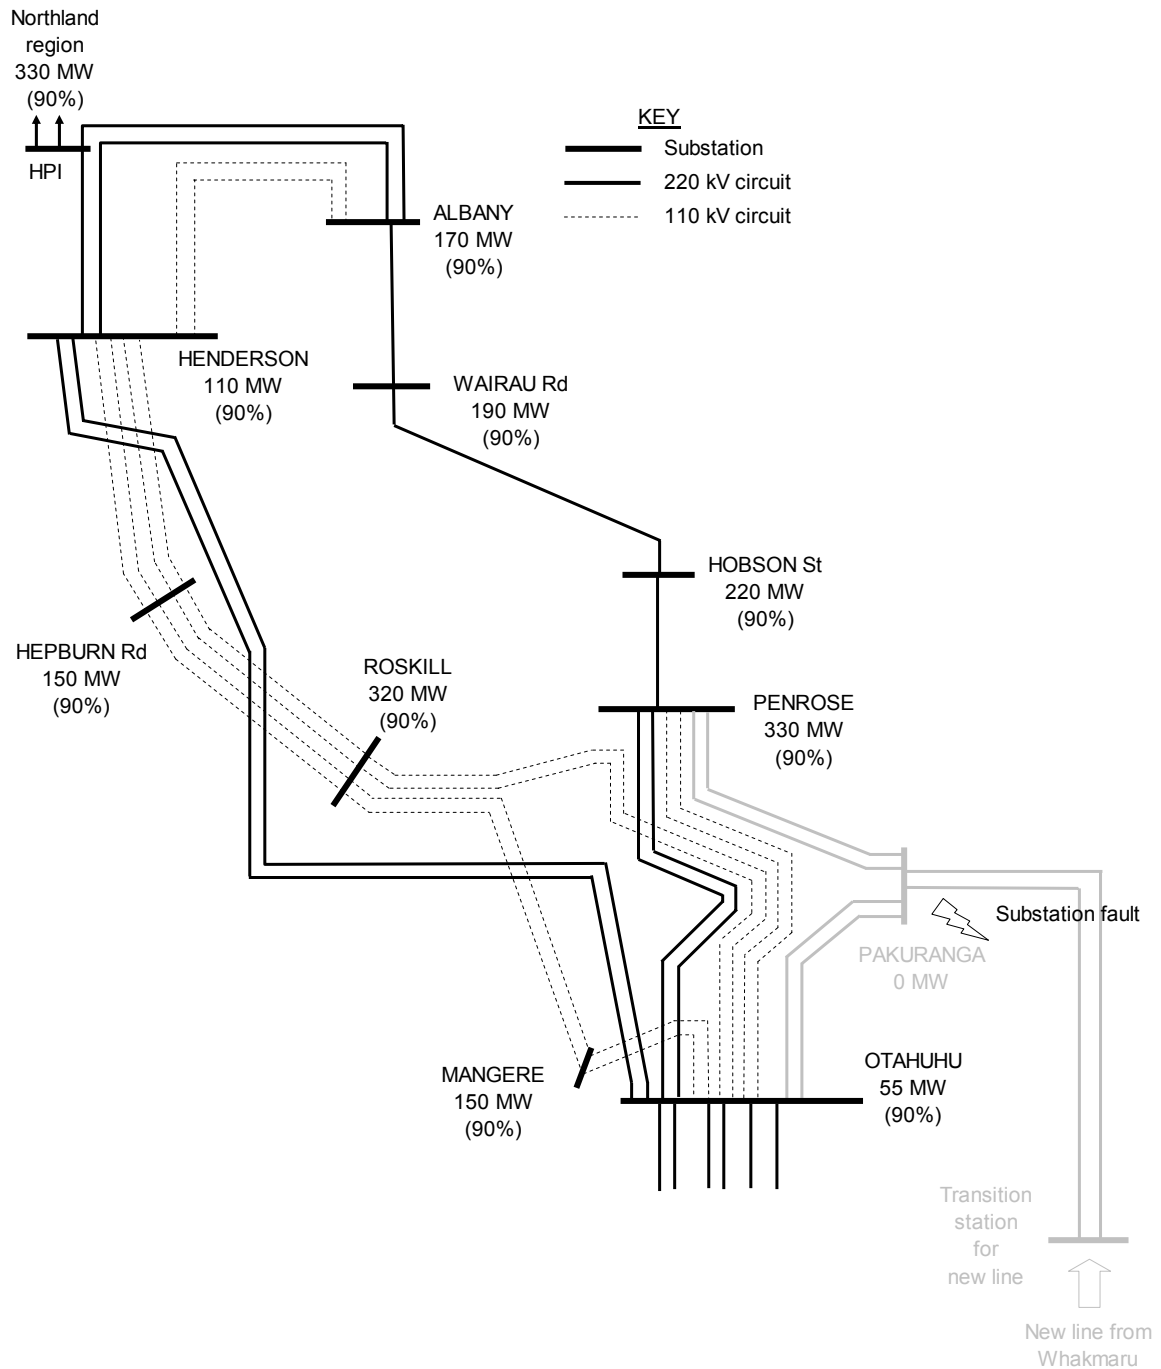 Northland
region
330 MW
(90%)
HPI
KEY
Substation
220 kV circuit
110 kV circuit
ALBANY
170 MW
(90%)
HENDERSON
110 MW
(90%)
WAIRAU Rd
190 MW
(90%)
HOBSON St
220 MW
(90%)
HEPBURN Rd
150 MW
(90%)
ROSKILL
320 MW
(90%)
PENROSE
330 MW
(90%)
Substation fault
PAKURANGA
0 MW
MANGERE
150 MW
(90%)
OTAHUHU
55 MW
(90%)
Transition
station
for
new line
New line from
Whakmaru